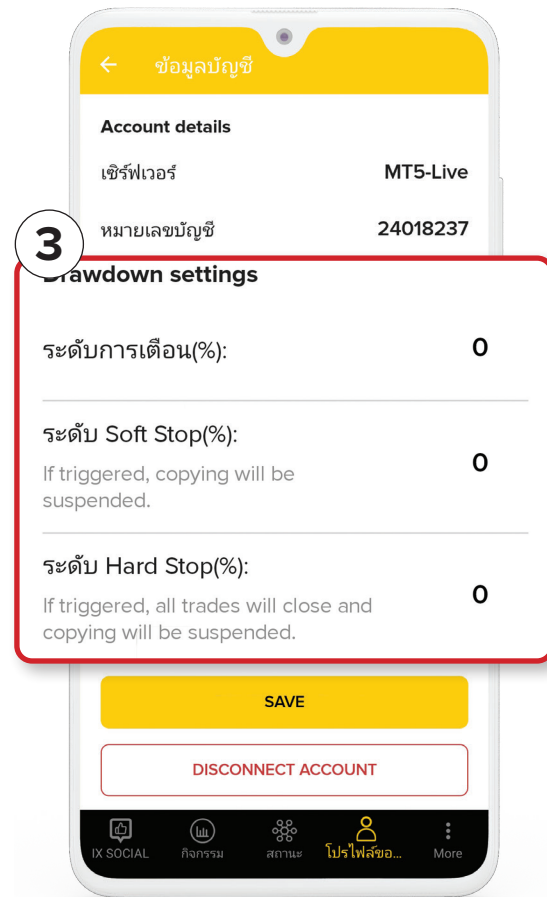 ข้อมูลบัญชี
Account details
เซิร์ฟเวอร์ MT5-Live
หมายเลขบัญชี 24018237
3
Drawdown settings
ระดับการเตือน(%): 0
ระดับ Soft Stop(%): 0
If triggered, copying will be
suspended.
ระดับ Hard Stop(%): 0
If triggered, all trades will close and
copying will be suspended.
SAVE
DISCONNECT ACCOUNT
IX SOCIAL กิจกรรม สถานะ โปรไฟล์ขอ... More